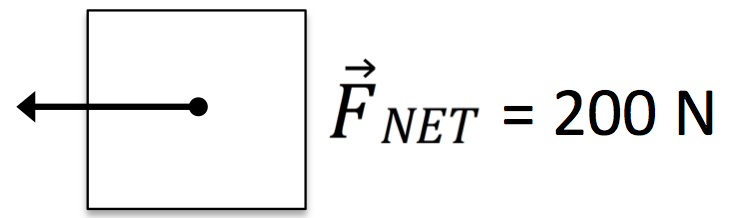 F⃗ NET = 200 N